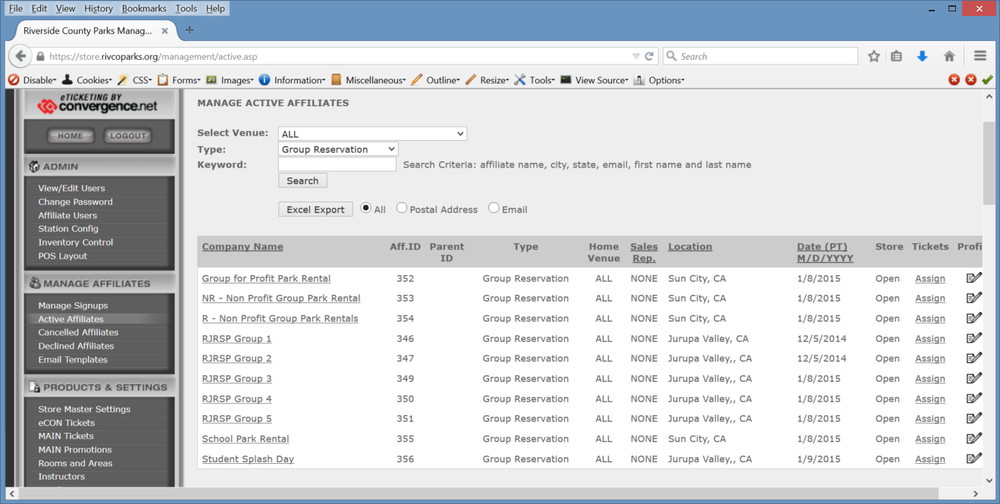 File Edit View History Bookmarks Tools Help
Riverside County Parks Manag...
https://store.rivcoparks.org/management/active.asp
Search
Disable Cookies CSS Forms Images Information Miscellaneous Outline Resize Tools View Source Options
eTICKETING BY
convergence.net
HOME LOGOUT
ADMIN
View/Edit Users
Change Password
Affiliate Users
Station Config
Inventory Control
POS Layout
MANAGE AFFILIATES
Manage Signups
Active Affiliates
Cancelled Affiliates
Declined Affiliates
Email Templates
PRODUCTS & SETTINGS
Store Master Settings
eCON Tickets
MAIN Tickets
MAIN Promotions
Rooms and Areas
Instructors
MANAGE ACTIVE AFFILIATES
Select Venue: ALL
Type: Group Reservation
Keyword: Search Criteria: affiliate name, city, state, email, first name and last name
Search
Excel Export All Postal Address Email
Company Name Aff.ID Parent ID Type Home Venue Sales Rep. Location Date (PT) M/D/YYYY Store Tickets Profi
Group for Profit Park Rental 352 Group Reservation ALL NONE Sun City, CA 1/8/2015 Open Assign
NR - Non Profit Group Park Rental 353 Group Reservation ALL NONE Sun City, CA 1/8/2015 Open Assign
R - Non Profit Group Park Rentals 354 Group Reservation ALL NONE Sun City, CA 1/8/2015 Open Assign
RJRSP Group 1 346 Group Reservation ALL NONE Jurupa Valley, CA 12/5/2014 Open Assign
RJRSP Group 2 347 Group Reservation ALL NONE Jurupa Valley,, CA 12/5/2014 Open Assign
RJRSP Group 3 349 Group Reservation ALL NONE Jurupa Valley,, CA 1/8/2015 Open Assign
RJRSP Group 4 350 Group Reservation ALL NONE Jurupa Valley,, CA 1/8/2015 Open Assign
RJRSP Group 5 351 Group Reservation ALL NONE Jurupa Valley,, CA 1/8/2015 Open Assign
School Park Rental 355 Group Reservation ALL NONE Sun City, CA 1/8/2015 Open Assign
Student Splash Day 356 Group Reservation ALL NONE Jurupa Valley,, CA 1/9/2015 Open Assign